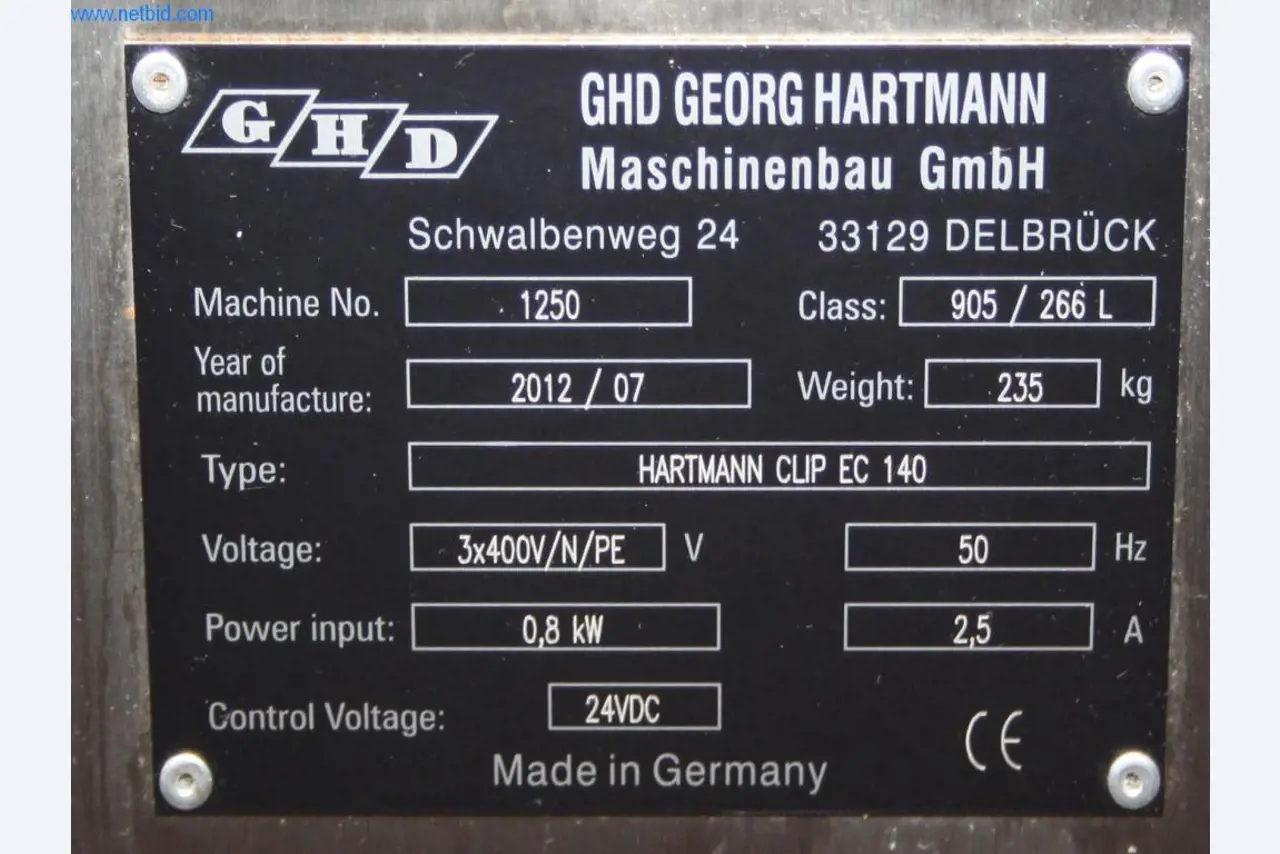 www.netbid.com
GHD
GHD GEORG HARTMANN
Maschinenbau GmbH
Schwalbenweg 24 33129 DELBRÜCK
Machine No. 1250 Class: 905 / 266 L
Year of
manufacture: 2012 / 07 Weight: 235 kg
Type: HARTMANN CLIP EC 140
Voltage: 3x400V/N/PE V 50 Hz
Power input: 0,8 kW 2,5 A
Control Voltage: 24VDC
CE
Made in Germany